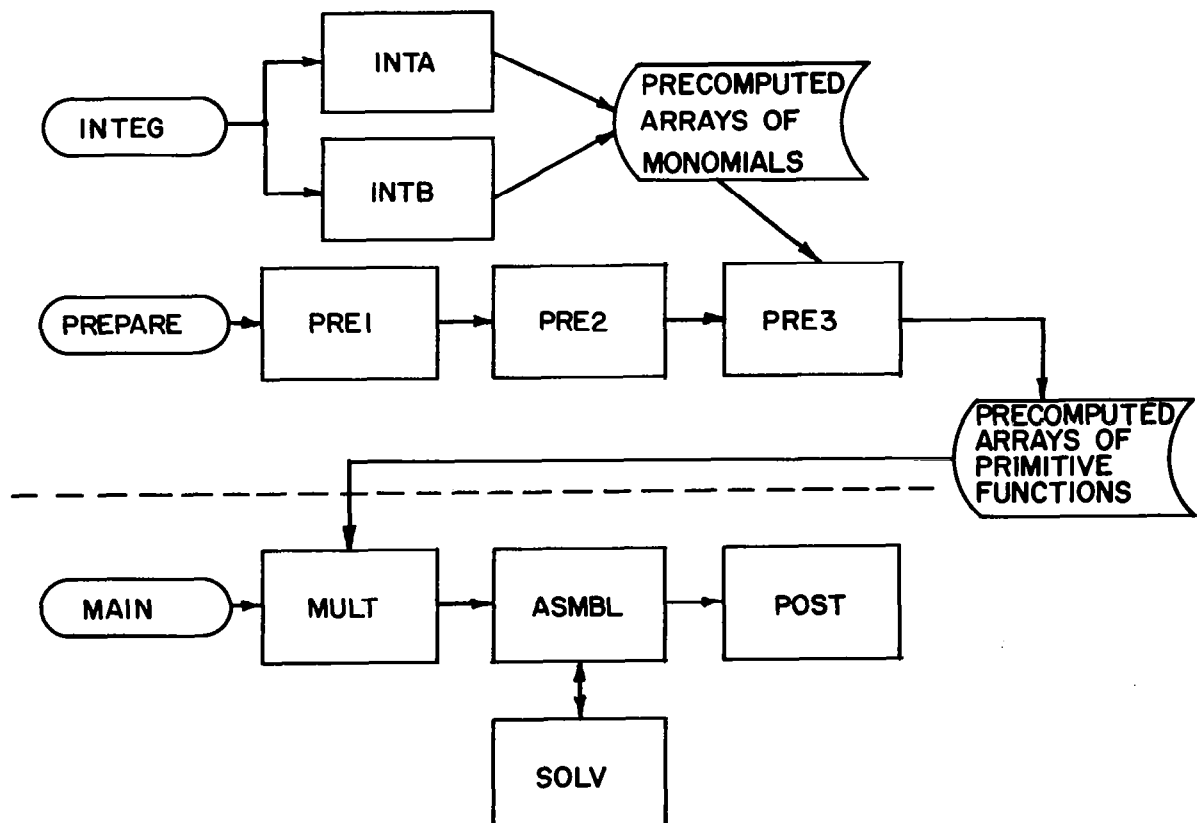 INTEG
INTA
INTB
PRECOMPUTED
ARRAYS OF
MONOMIALS
PREPARE
PRE1
PRE2
PRE3
PRECOMPUTED
ARRAYS OF
PRIMITIVE
FUNCTIONS
MAIN
MULT
ASMBL
POST
SOLV